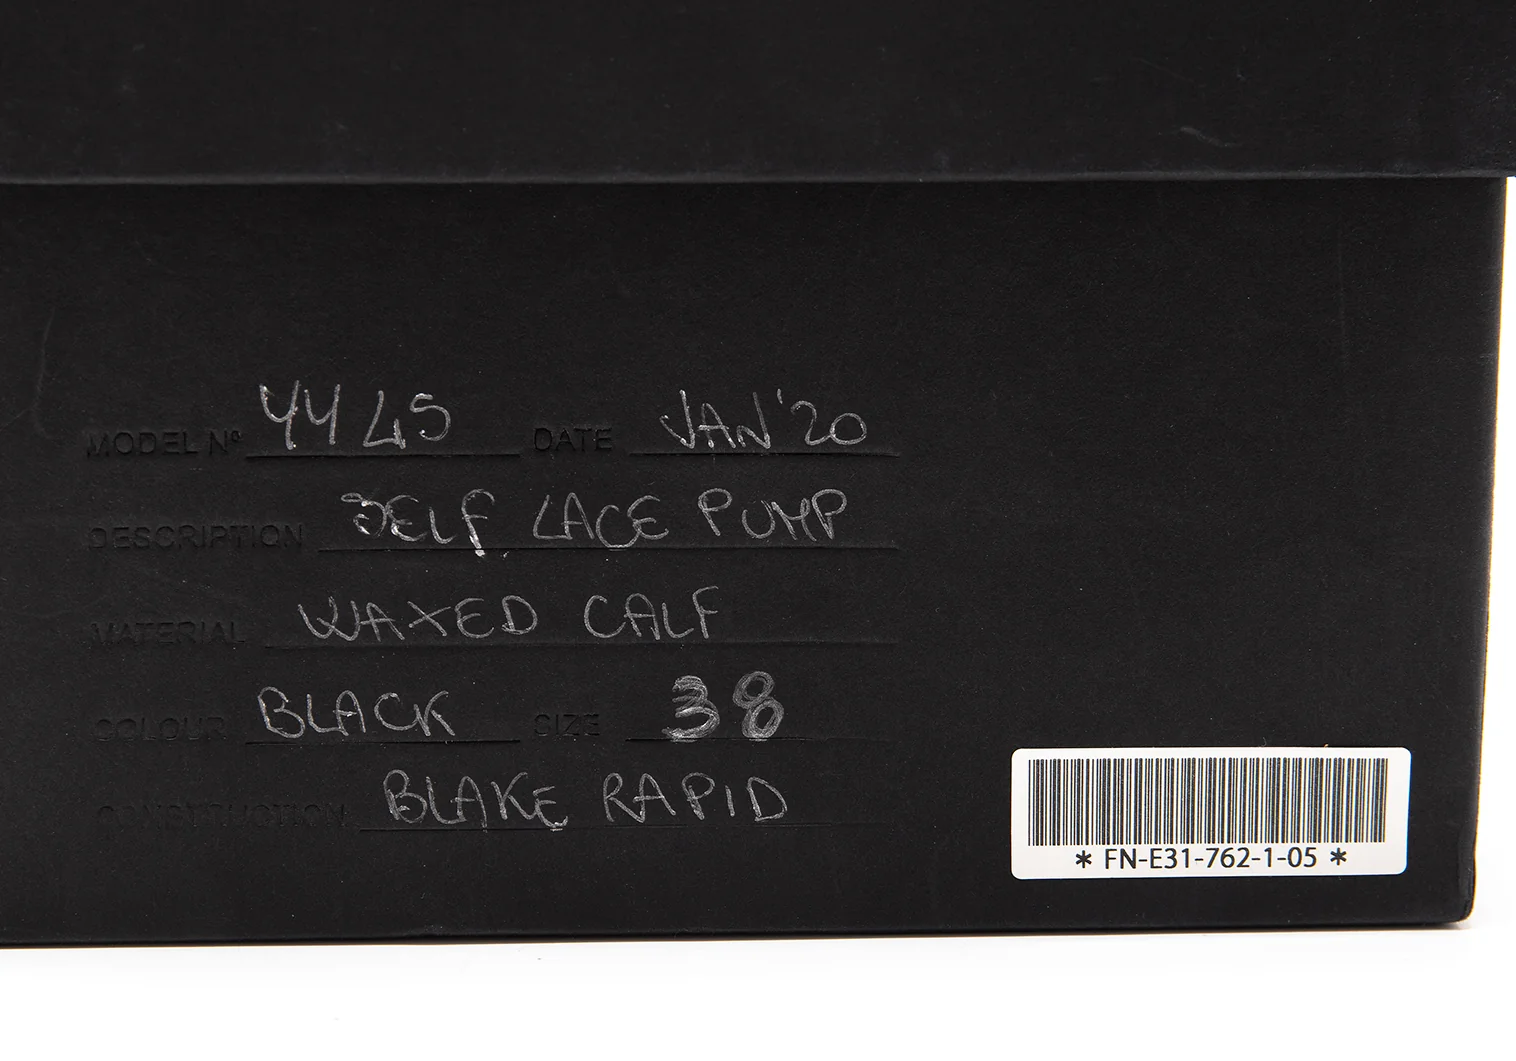 MODEL Nº 4445 DATE JAN '20
DESCRIPTION SELF LACE PUMP
MATERIAL WAXED CALF
COLOUR BLACK SIZE 38
CONSTRUCTION BLAKE RAPID
* FN-E31-762-1-05 *